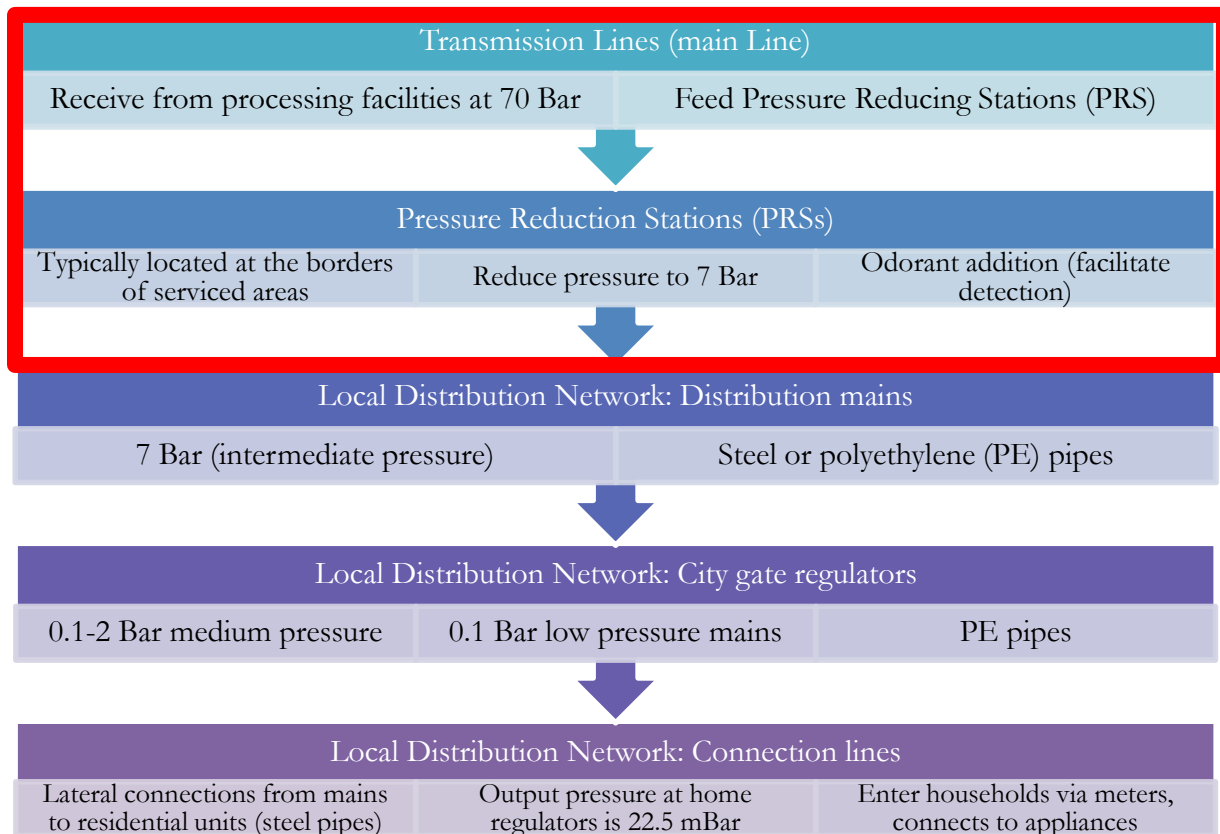 Transmission Lines (main Line)
Receive from processing facilities at 70 Bar
Feed Pressure Reducing Stations (PRS)
Pressure Reduction Stations (PRSs)
Typically located at the borders
of serviced areas
Reduce pressure to 7 Bar
Odorant addition (facilitate
detection)
Local Distribution Network: Distribution mains
7 Bar (intermediate pressure)
Steel or polyethylene (PE) pipes
Local Distribution Network: City gate regulators
0.1-2 Bar medium pressure
0.1 Bar low pressure mains
PE pipes
Local Distribution Network: Connection lines
Lateral connections from mains
to residential units (steel pipes)
Output pressure at home
regulators is 22.5 mBar
Enter households via meters,
connects to appliances